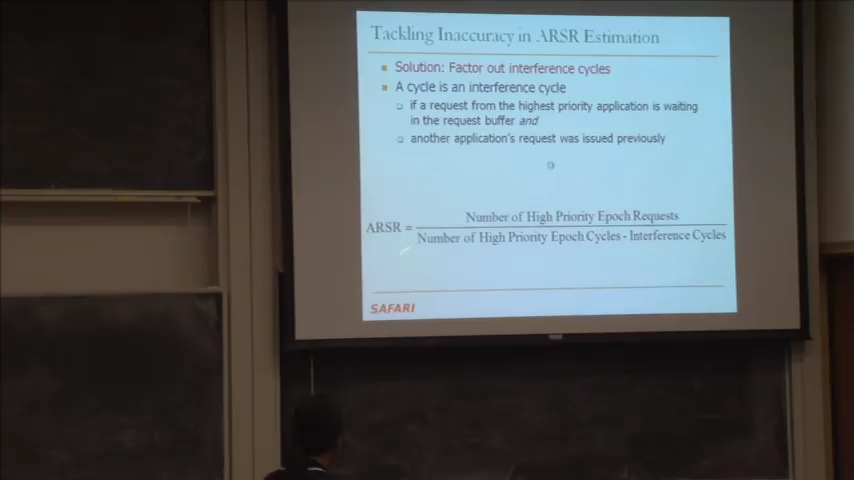 Tackling Inaccuracy in ARSR Estimation
Solution: Factor out interference cycles
A cycle is an interference cycle
if a request from the highest priority application is waiting
in the request buffer and
another application's request was issued previously
Number of High Priority Epoch Requests
ARSR =
Number of High Priority Epoch Cycles - Interference Cycles
SAFARI